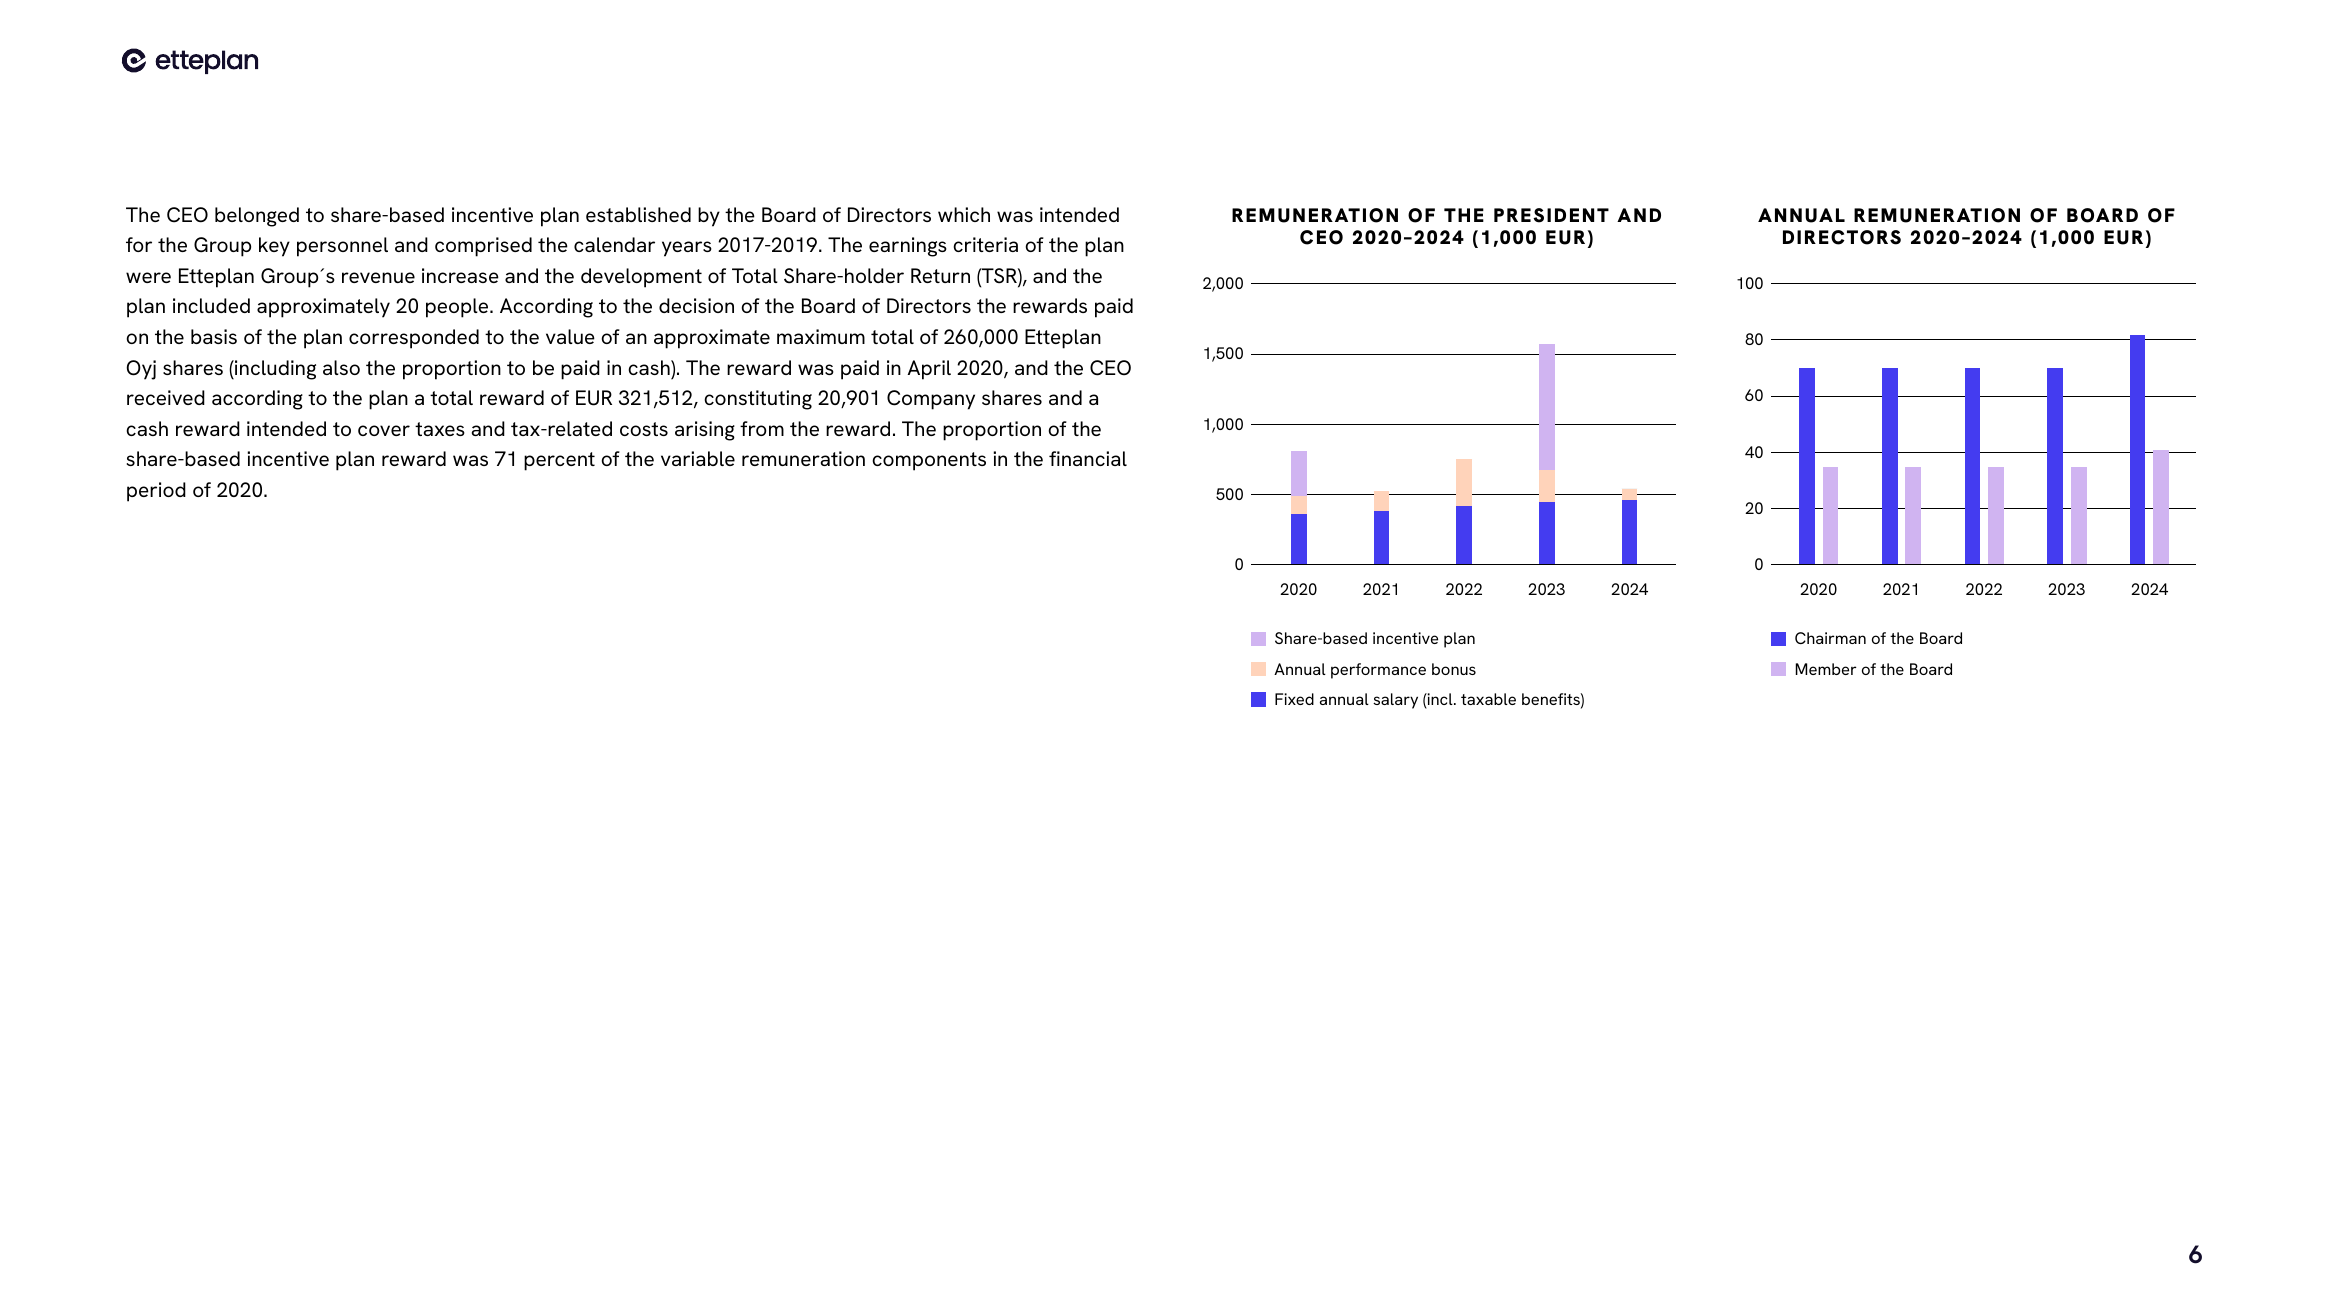 etteplan
The CEO belonged to share-based incentive plan established by the Board of Directors which was intended
for the Group key personnel and comprised the calendar years 2017-2019. The earnings criteria of the plan
were Etteplan Group´s revenue increase and the development of Total Share-holder Return (TSR), and the
plan included approximately 20 people. According to the decision of the Board of Directors the rewards paid
on the basis of the plan corresponded to the value of an approximate maximum total of 260,000 Etteplan
Oyj shares (including also the proportion to be paid in cash). The reward was paid in April 2020, and the CEO
received according to the plan a total reward of EUR 321,512, constituting 20,901 Company shares and a
cash reward intended to cover taxes and tax-related costs arising from the reward. The proportion of the
share-based incentive plan reward was 71 percent of the variable remuneration components in the financial
period of 2020.
REMUNERATION OF THE PRESIDENT AND
CEO 2020–2024 (1,000 EUR)
2,000
1,500
1,000
500
0
2020 2021 2022 2023 2024
Share-based incentive plan
Annual performance bonus
Fixed annual salary (incl. taxable benefits)
ANNUAL REMUNERATION OF BOARD OF
DIRECTORS 2020–2024 (1,000 EUR)
100
80
60
40
20
0
2020 2021 2022 2023 2024
Chairman of the Board
Member of the Board
6